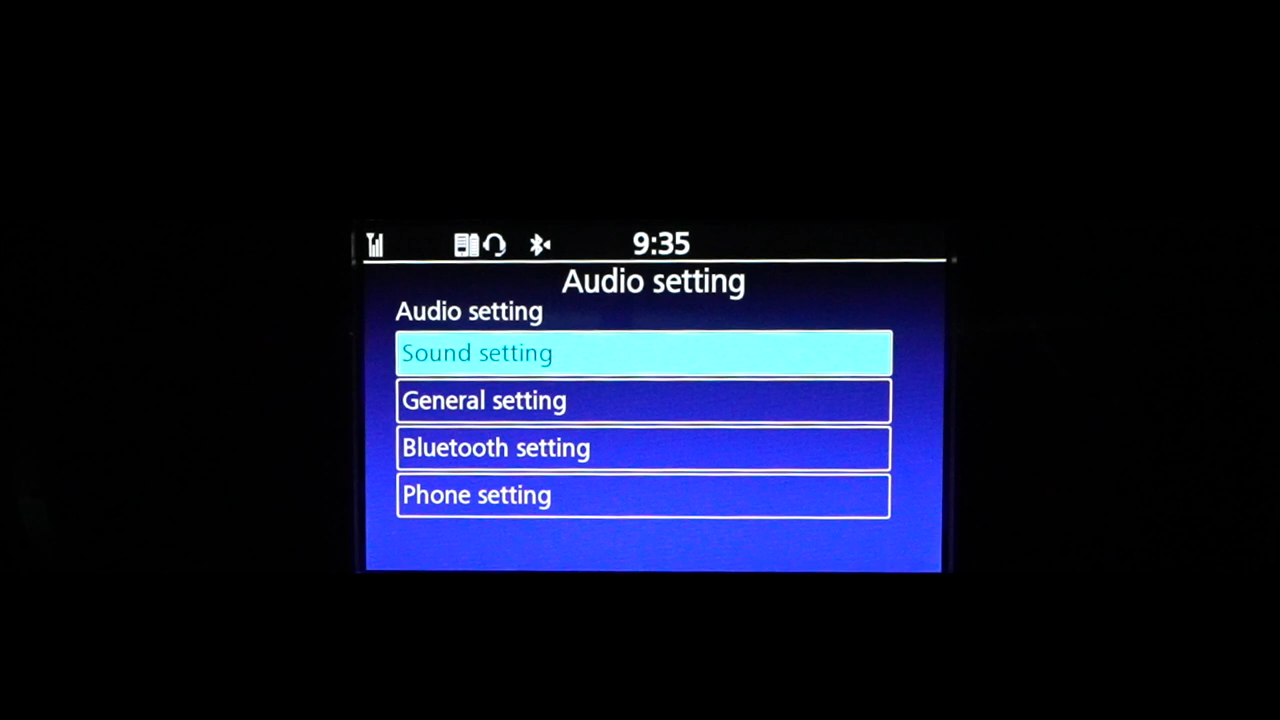 9:35
Audio setting
Audio setting
Sound setting
General setting
Bluetooth setting
Phone setting